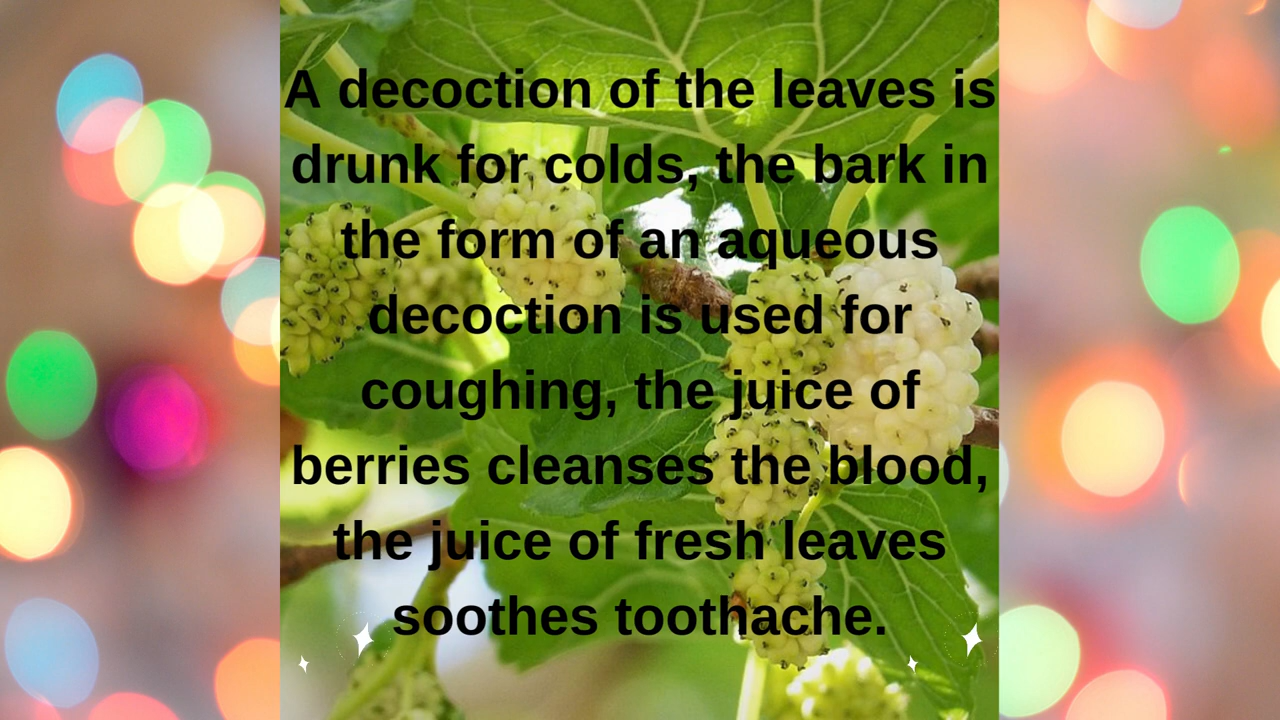 A decoction of the leaves is
drunk for colds, the bark in
the form of an aqueous
decoction is used for
coughing, the juice of
berries cleanses the blood,
the juice of fresh leaves
soothes toothache.